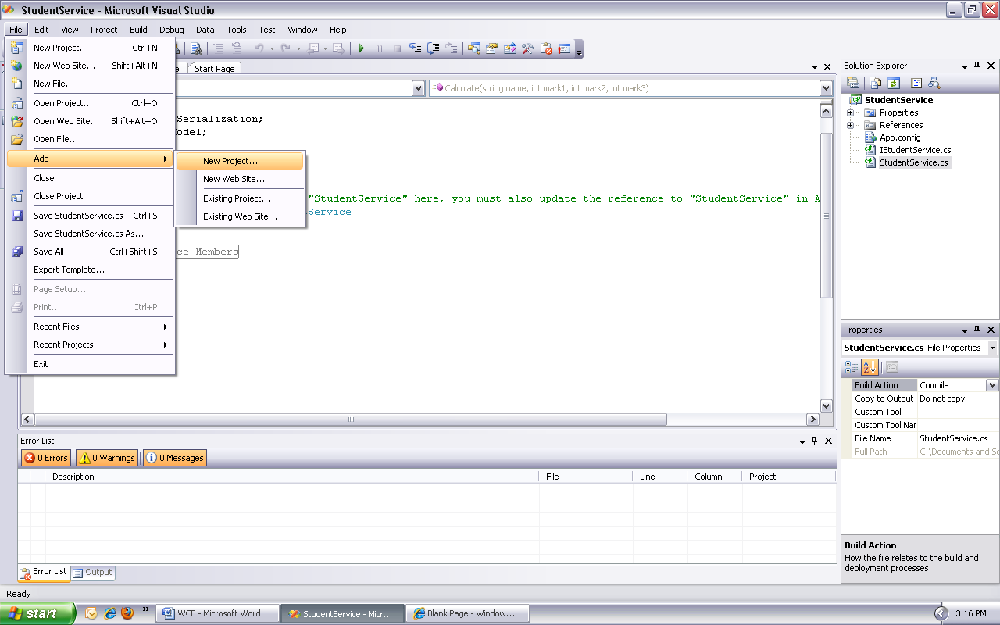 StudentService - Microsoft Visual Studio
File Edit View Project Build Debug Data Tools Test Window Help
New Project... Ctrl+N
New Web Site... Shift+Alt+N
New File...
Open Project... Ctrl+O
Open Web Site... Shift+Alt+O
Open File...
Add
Close
Close Project
Save StudentService.cs Ctrl+S
Save StudentService.cs As...
Save All Ctrl+Shift+S
Export Template...
Page Setup...
Print... Ctrl+P
Recent Files
Recent Projects
Exit
New Project...
New Web Site...
Existing Project...
Existing Web Site...
Start Page
Calculate(string name, int mark1, int mark2, int mark3)
Serialization;
odel;
"StudentService" here, you must also update the reference to "StudentService" in A
Service
ce Members
Solution Explorer
StudentService
Properties
References
App.config
IStudentService.cs
StudentService.cs
Properties
StudentService.cs File Properties
Build Action Compile
Copy to Output Do not copy
Custom Tool
Custom Tool Nar
File Name StudentService.cs
Full Path C:\Documents and Se
Build Action
How the file relates to the build and
deployment processes.
Error List
0 Errors 0 Warnings 0 Messages
Description File Line Column Project
Error List Output
Ready
start WCF - Microsoft Word StudentService - Micr... Blank Page - Window... 3:16 PM